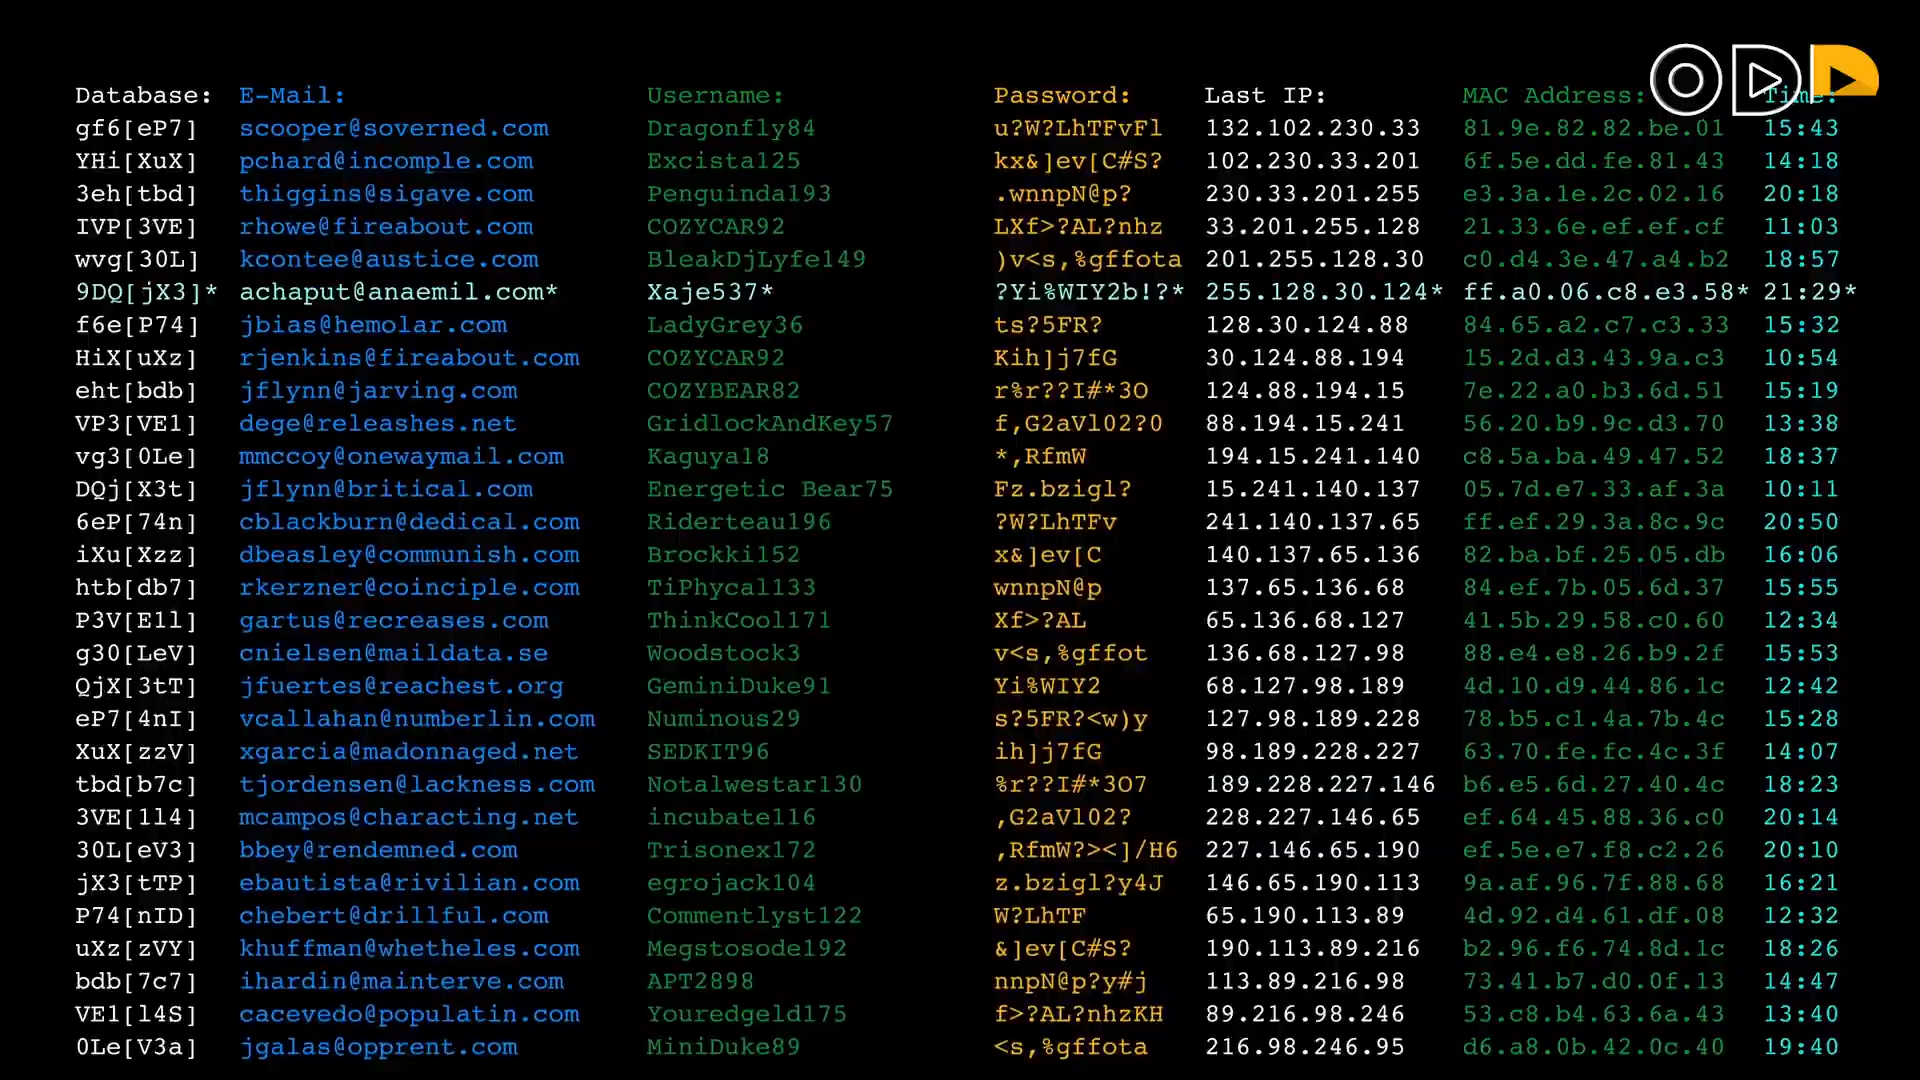 ODD
Database: E-Mail: Username: Password: Last IP: MAC Address: Time:
gf6[eP7] scooper@soverned.com Dragonfly84 u?W?LhTFvFl 132.102.230.33 81.9e.82.82.be.01 15:43
YHi[XuX] pchard@incomple.com Excista125 kx&]ev[C#S? 102.230.33.201 6f.5e.dd.fe.81.43 14:18
3eh[tbd] thiggins@sigave.com Penguinda193 .wnnpN@p? 230.33.201.255 e3.3a.1e.2c.02.16 20:18
IVP[3VE] rhowe@fireabout.com COZYCAR92 LXf>?AL?nhz 33.201.255.128 21.33.6e.ef.ef.cf 11:03
wvg[30L] kcontee@austice.com BleakDjLyfe149 )v<s,%gffota 201.255.128.30 c0.d4.3e.47.a4.b2 18:57
9DQ[jX3]* achaput@anaemil.com* Xaje537* ?Yi%WIY2b!?* 255.128.30.124* ff.a0.06.c8.e3.58* 21:29*
f6e[P74] jbias@hemolar.com LadyGrey36 ts?5FR? 128.30.124.88 84.65.a2.c7.c3.33 15:32
HiX[uXz] rjenkins@fireabout.com COZYCAR92 Kih]j7fG 30.124.88.194 15.2d.d3.43.9a.c3 10:54
eht[bdb] jflynn@jarving.com COZYBEAR82 r%r??I#*3O 124.88.194.15 7e.22.a0.b3.6d.51 15:19
VP3[VE1] dege@releashes.net GridlockAndKey57 f,G2aVl02?0 88.194.15.241 56.20.b9.9c.d3.70 13:38
vg3[0Le] mmccoy@onewaymail.com Kaguya18 *,RfmW 194.15.241.140 c8.5a.ba.49.47.52 18:37
DQj[X3t] jflynn@britical.com Energetic Bear75 Fz.bzigl? 15.241.140.137 05.7d.e7.33.af.3a 10:11
6eP[74n] cblackburn@dedical.com Riderteau196 ?W?LhTFv 241.140.137.65 ff.ef.29.3a.8c.9c 20:50
iXu[Xzz] dbeasley@communish.com Brockki152 x&]ev[C 140.137.65.136 82.ba.bf.25.05.db 16:06
htb[db7] rkerzner@coinciple.com TiPhycal133 wnnpN@p 137.65.136.68 84.ef.7b.05.6d.37 15:55
P3V[E1l] gartus@recreases.com ThinkCool171 Xf>?AL 65.136.68.127 41.5b.29.58.c0.60 12:34
g30[LeV] cnielsen@maildata.se Woodstock3 v<s,%gffot 136.68.127.98 88.e4.e8.26.b9.2f 15:53
QjX[3tT] jfuertes@reachest.org GeminiDuke91 Yi%WIY2 68.127.98.189 4d.10.d9.44.86.1c 12:42
eP7[4nI] vcallahan@numberlin.com Numinous29 s?5FR?<w)y 127.98.189.228 78.b5.c1.4a.7b.4c 15:28
XuX[zzV] xgarcia@madonnaged.net SEDKIT96 ih]j7fG 98.189.228.227 63.70.fe.fc.4c.3f 14:07
tbd[b7c] tjordensen@lackness.com Notalwestar130 %r??I#*3O7 189.228.227.146 b6.e5.6d.27.40.4c 18:23
3VE[1l4] mcampos@characting.net incubate116 ,G2aVl02? 228.227.146.65 ef.64.45.88.36.c0 20:14
30L[eV3] bbey@rendemned.com Trisonex172 ,RfmW?><]/H6 227.146.65.190 ef.5e.e7.f8.c2.26 20:10
jX3[tTP] ebautista@rivilian.com egrojack104 z.bzigl?y4J 146.65.190.113 9a.af.96.7f.88.68 16:21
P74[nID] chebert@drillful.com Commentlyst122 W?LhTF 65.190.113.89 4d.92.d4.61.df.08 12:32
uXz[zVY] khuffman@whetheles.com Megstosode192 &]ev[C#S? 190.113.89.216 b2.96.f6.74.8d.1c 18:26
bdb[7c7] ihardin@mainterve.com APT2898 nnpN@p?y#j 113.89.216.98 73.41.b7.d0.0f.13 14:47
VE1[l4S] cacevedo@populatin.com Youredgeld175 f>?AL?nhzKH 89.216.98.246 53.c8.b4.63.6a.43 13:40
0Le[V3a] jgalas@opprent.com MiniDuke89 <s,%gffota 216.98.246.95 d6.a8.0b.42.0c.40 19:40